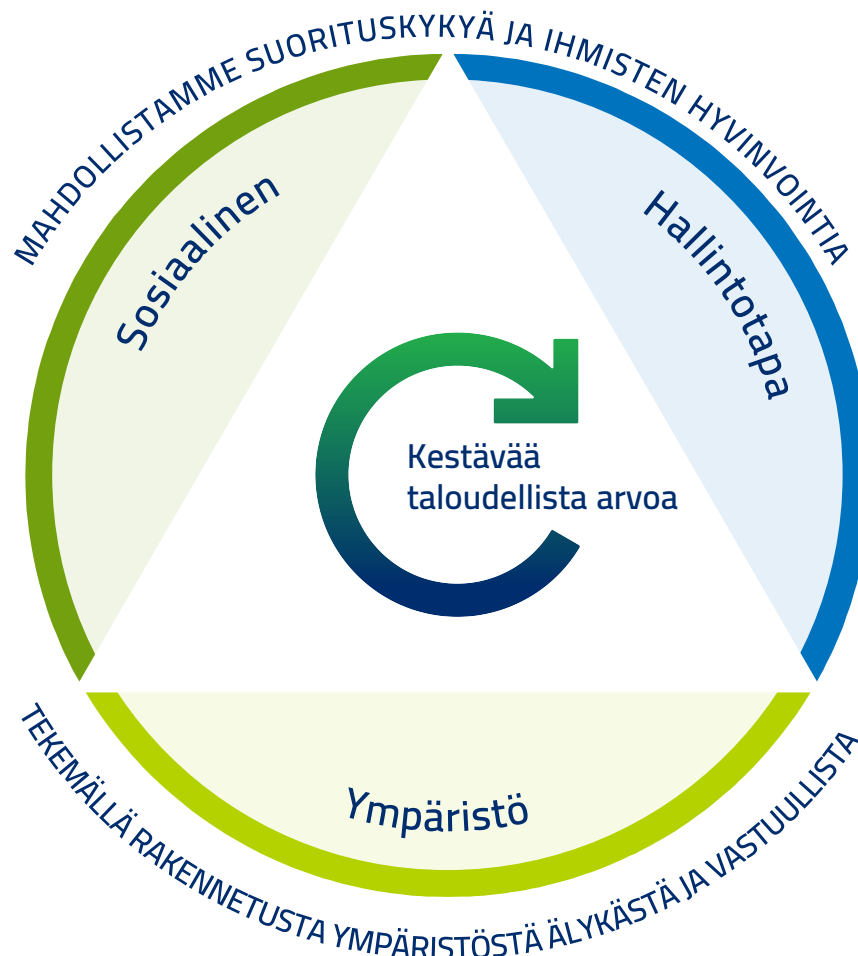 MAHDOLLISTAMME SUORITUSKYKYÄ JA IHMISTEN HYVINVOINTIA
Sosiaalinen
Hallintotapa
Kestävää
taloudellista arvoa
Ympäristö
TEKEMÄLLÄ RAKENNETUSTA YMPÄRISTÖSTÄ ÄLYKÄSTÄ JA VASTUULLISTA